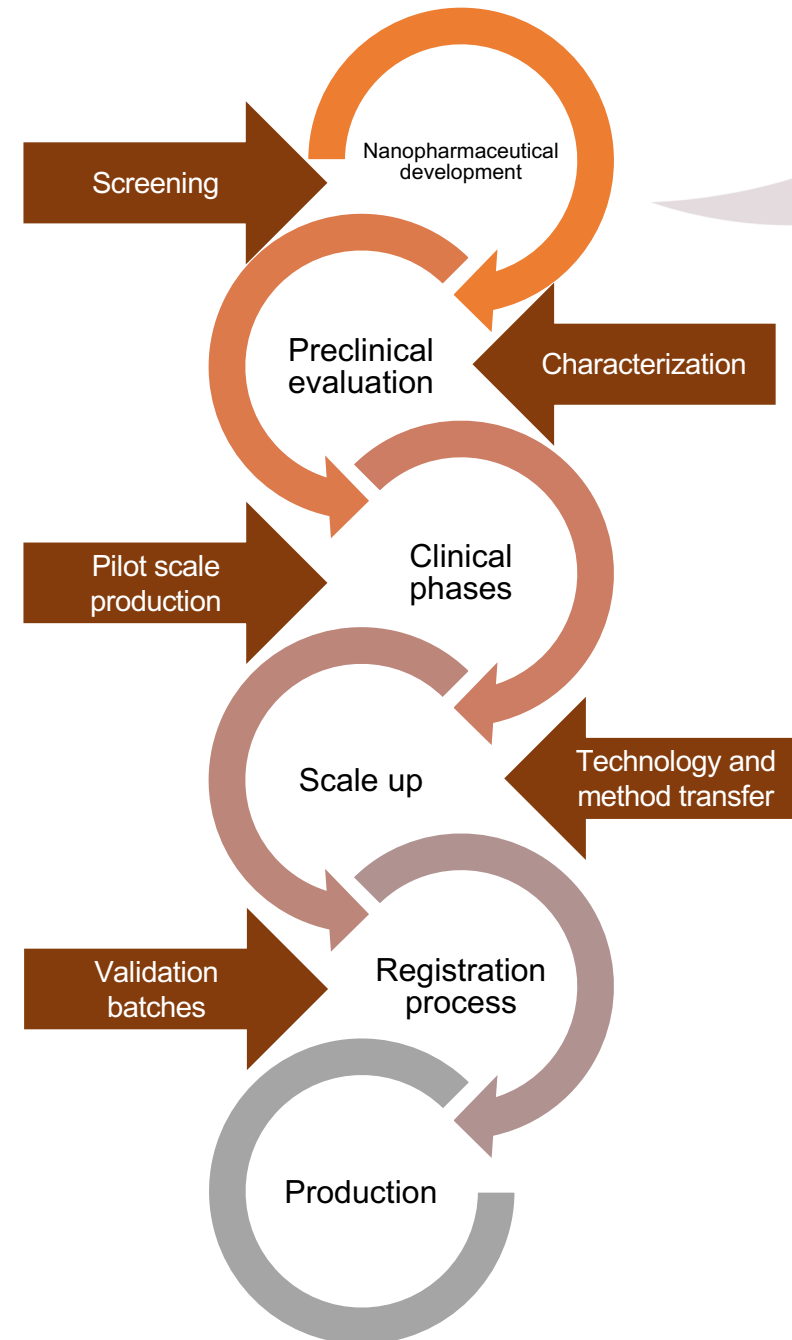 Nanopharmaceutical
development
Screening
Preclinical
evaluation
Characterization
Clinical
phases
Pilot scale
production
Scale up
Technology and
method transfer
Registration
process
Validation
batches
Production